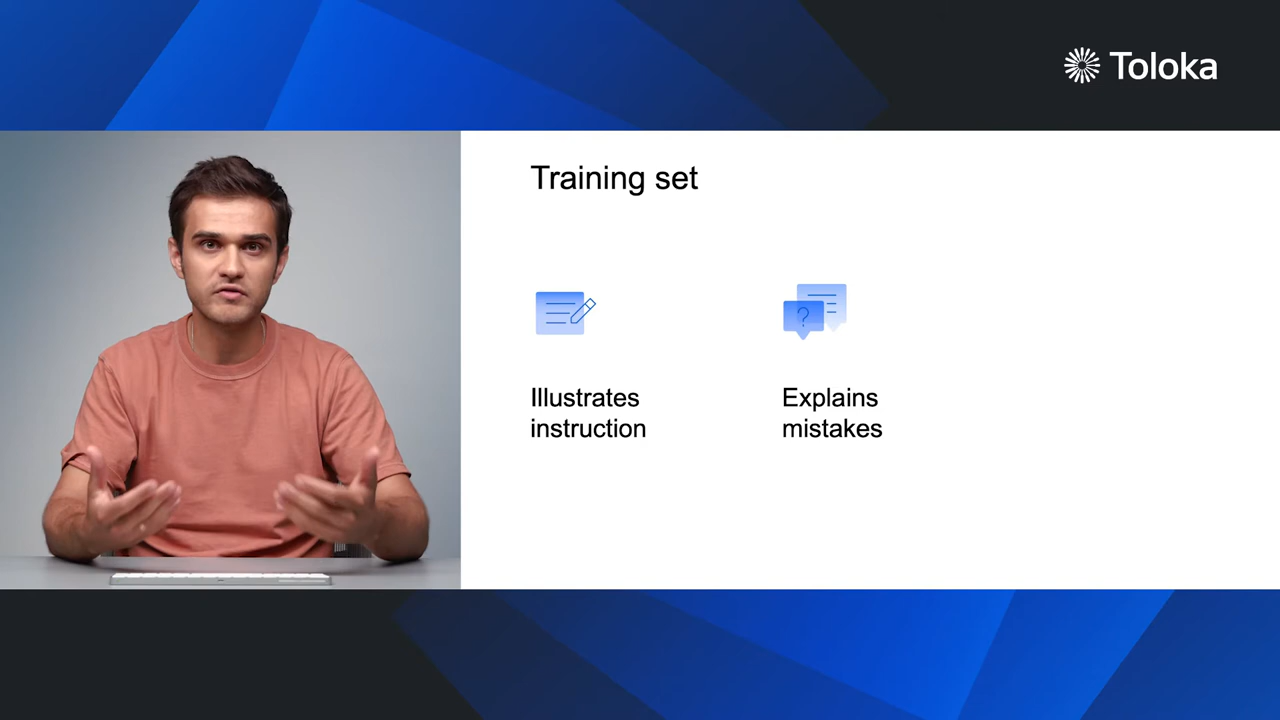 Toloka
Training set
?
Illustrates
instruction
Explains
mistakes